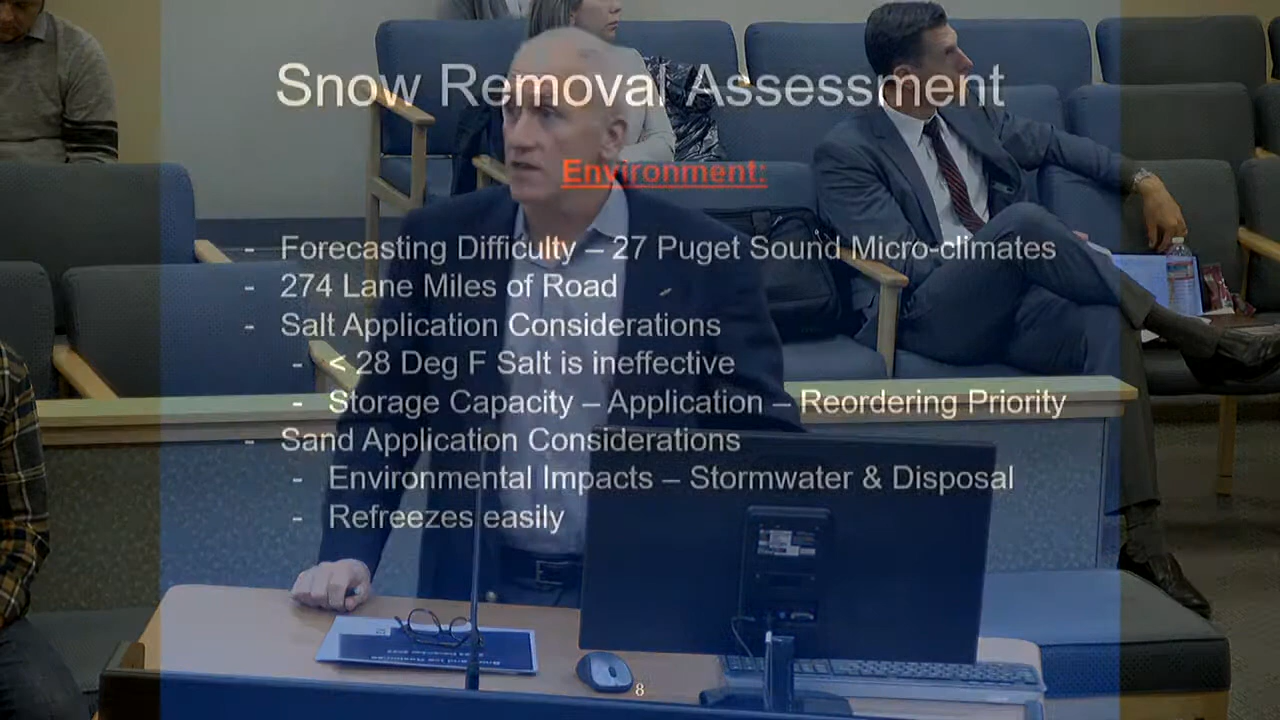 Snow Removal Assessment
Environment:
- Forecasting Difficulty – 27 Puget Sound Micro-climates
- 274 Lane Miles of Road
- Salt Application Considerations
- < 28 Deg F Salt is ineffective
- Storage Capacity – Application – Reordering Priority
- Sand Application Considerations
- Environmental Impacts – Stormwater & Disposal
- Refreezes easily
8